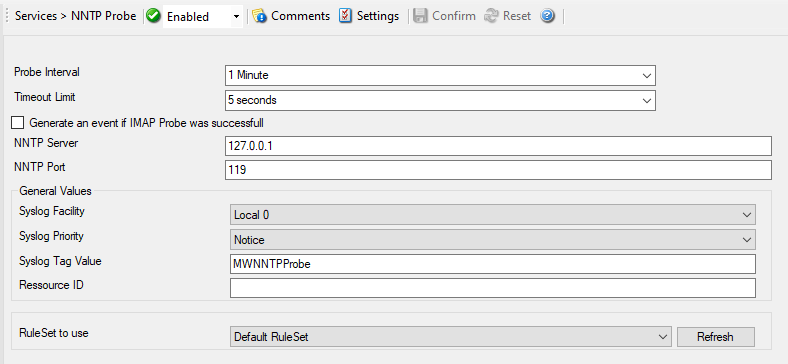 Services > NNTP Probe Enabled Comments Settings Confirm Reset
Probe Interval 1 Minute
Timeout Limit 5 seconds
Generate an event if IMAP Probe was successfull
NNTP Server 127.0.0.1
NNTP Port 119
General Values
Syslog Facility Local 0
Syslog Priority Notice
Syslog Tag Value MWNNTPProbe
Ressource ID
RuleSet to use Default RuleSet Refresh